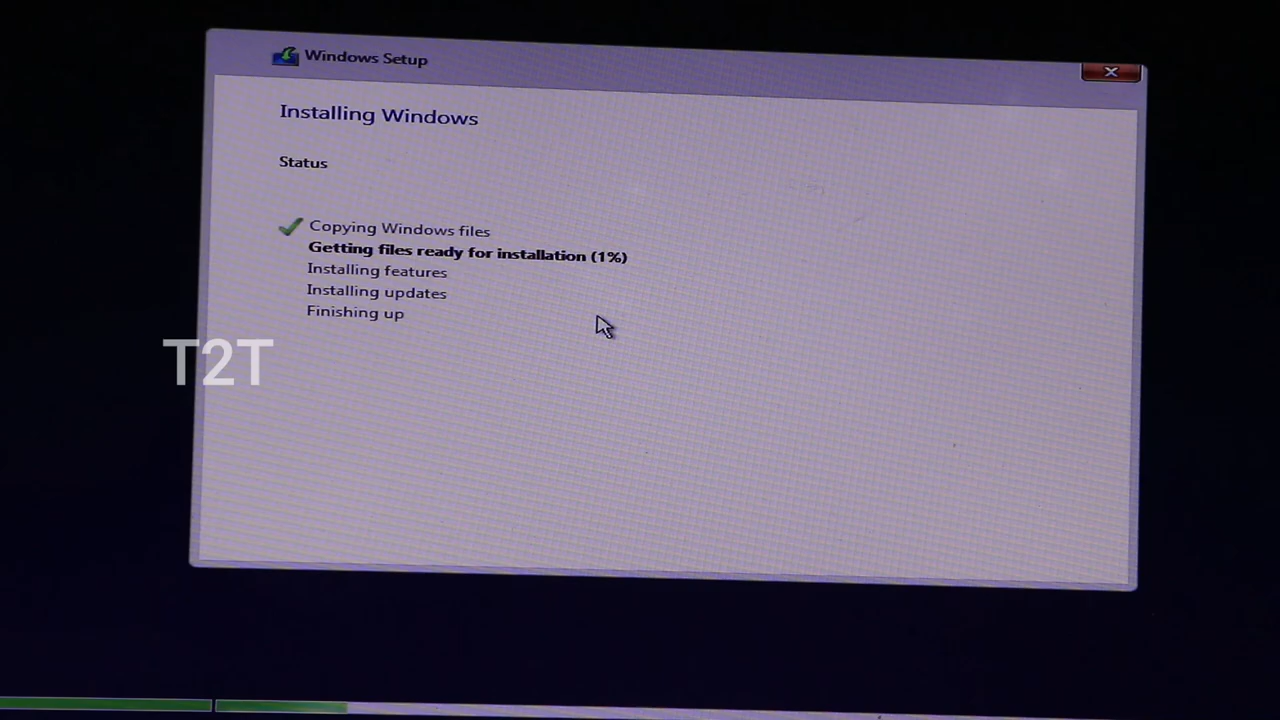 Windows Setup
Installing Windows
Status
Copying Windows files
Getting files ready for installation (1%)
Installing features
Installing updates
Finishing up
T2T